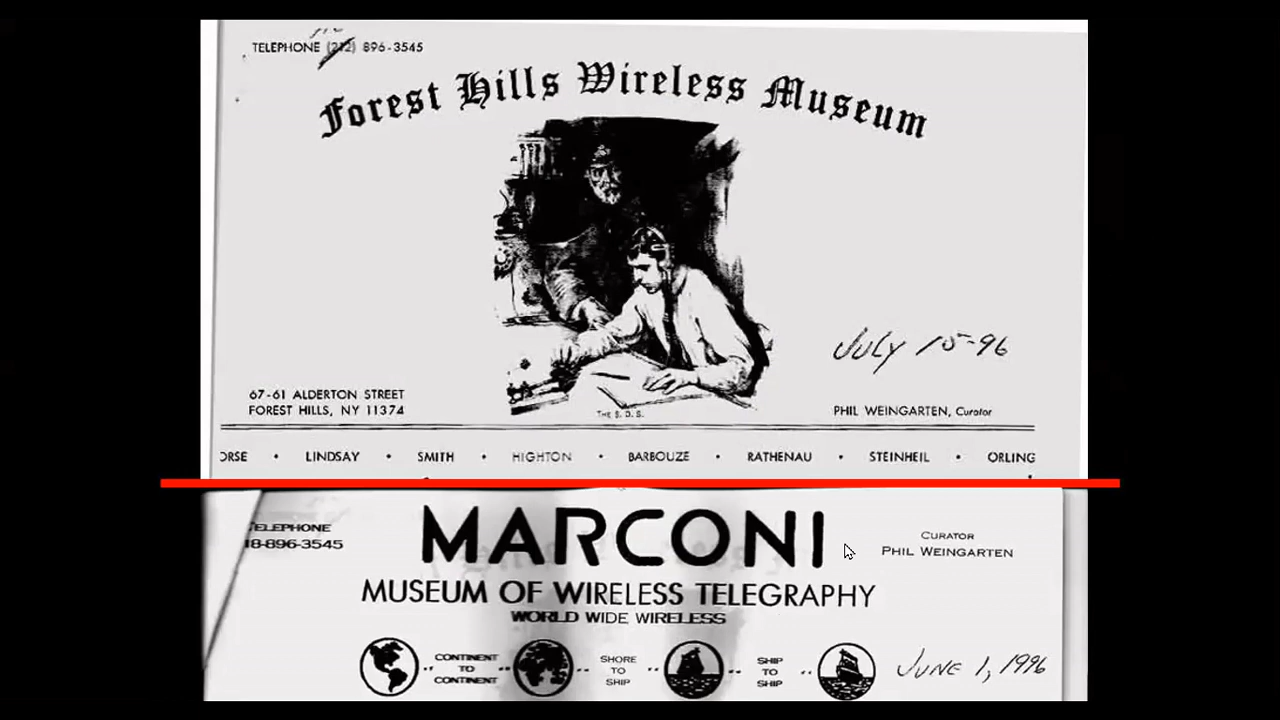 TELEPHONE (212) 896-3545
Forest Hills Wireless Museum
JULY 15-96
67-61 ALDERTON STREET
FOREST HILLS, NY 11374
THE S.O.S.
PHIL WEINGARTEN, Curator
ORSE • LINDSAY • SMITH • HIGHTON • BARBOUZE • RATHENAU • STEINHEIL • ORLING
ELEPHONE
18-896-3545
MARCONI
CURATOR
PHIL WEINGARTEN
MUSEUM OF WIRELESS TELEGRAPHY
WORLD WIDE WIRELESS
CONTINENT TO CONTINENT
SHORE TO SHIP
SHIP TO SHIP
JUNE 1, 1996